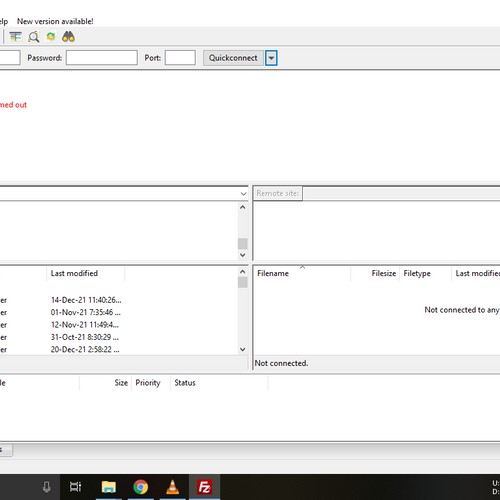 elp New version available!
Password: Port: Quickconnect
med out
Remote site:
Last modified Filename Filesize Filetype Last modified
er 14-Dec-21 11:40:26...
er 01-Nov-21 7:35:46 ...
er 12-Nov-21 11:49:4...
er 31-Oct-21 8:30:29 ...
er 20-Dec-21 2:58:22 ...
Not connected to any
Not connected.
le Size Priority Status
s
Fz
U:
D: